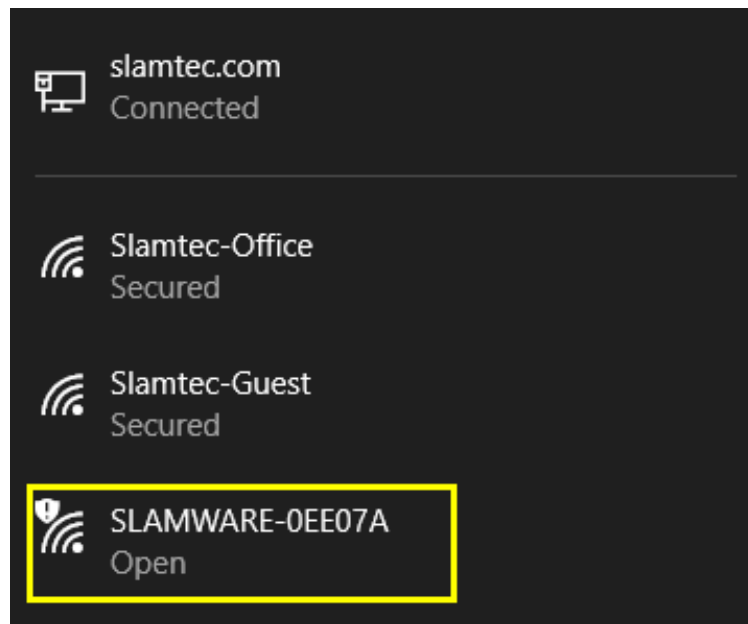 slamtec.com
Connected
Slamtec-Office
Secured
Slamtec-Guest
Secured
SLAMWARE-0EE07A
Open